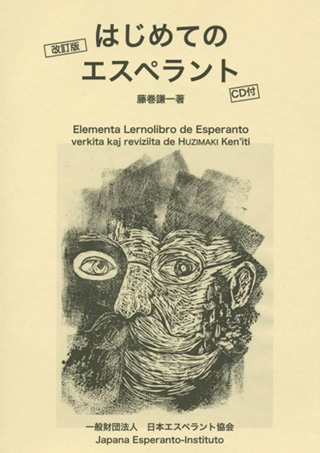 はじめての
改訂版
エスペラント
CD付
藤巻謙一著
Elementa Lernolibro de Esperanto
verkita kaj reviziita de HUZIMAKI Ken'iti
一般財団法人 日本エスペラント協会
Japana Esperanto-Instituto